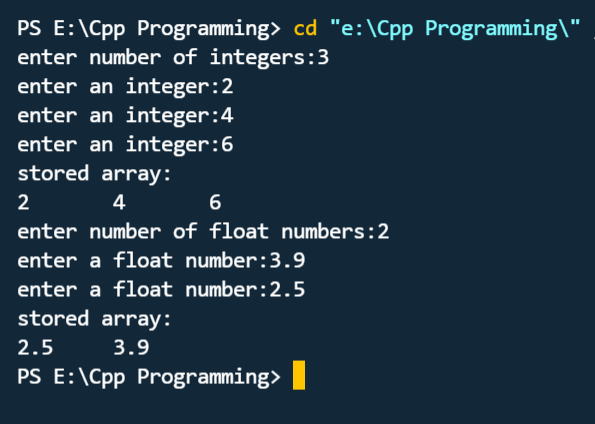 PS E:\Cpp Programming> cd "e:\Cpp Programming\"
enter number of integers:3
enter an integer:2
enter an integer:4
enter an integer:6
stored array:
2 4 6
enter number of float numbers:2
enter a float number:3.9
enter a float number:2.5
stored array:
2.5 3.9
PS E:\Cpp Programming>